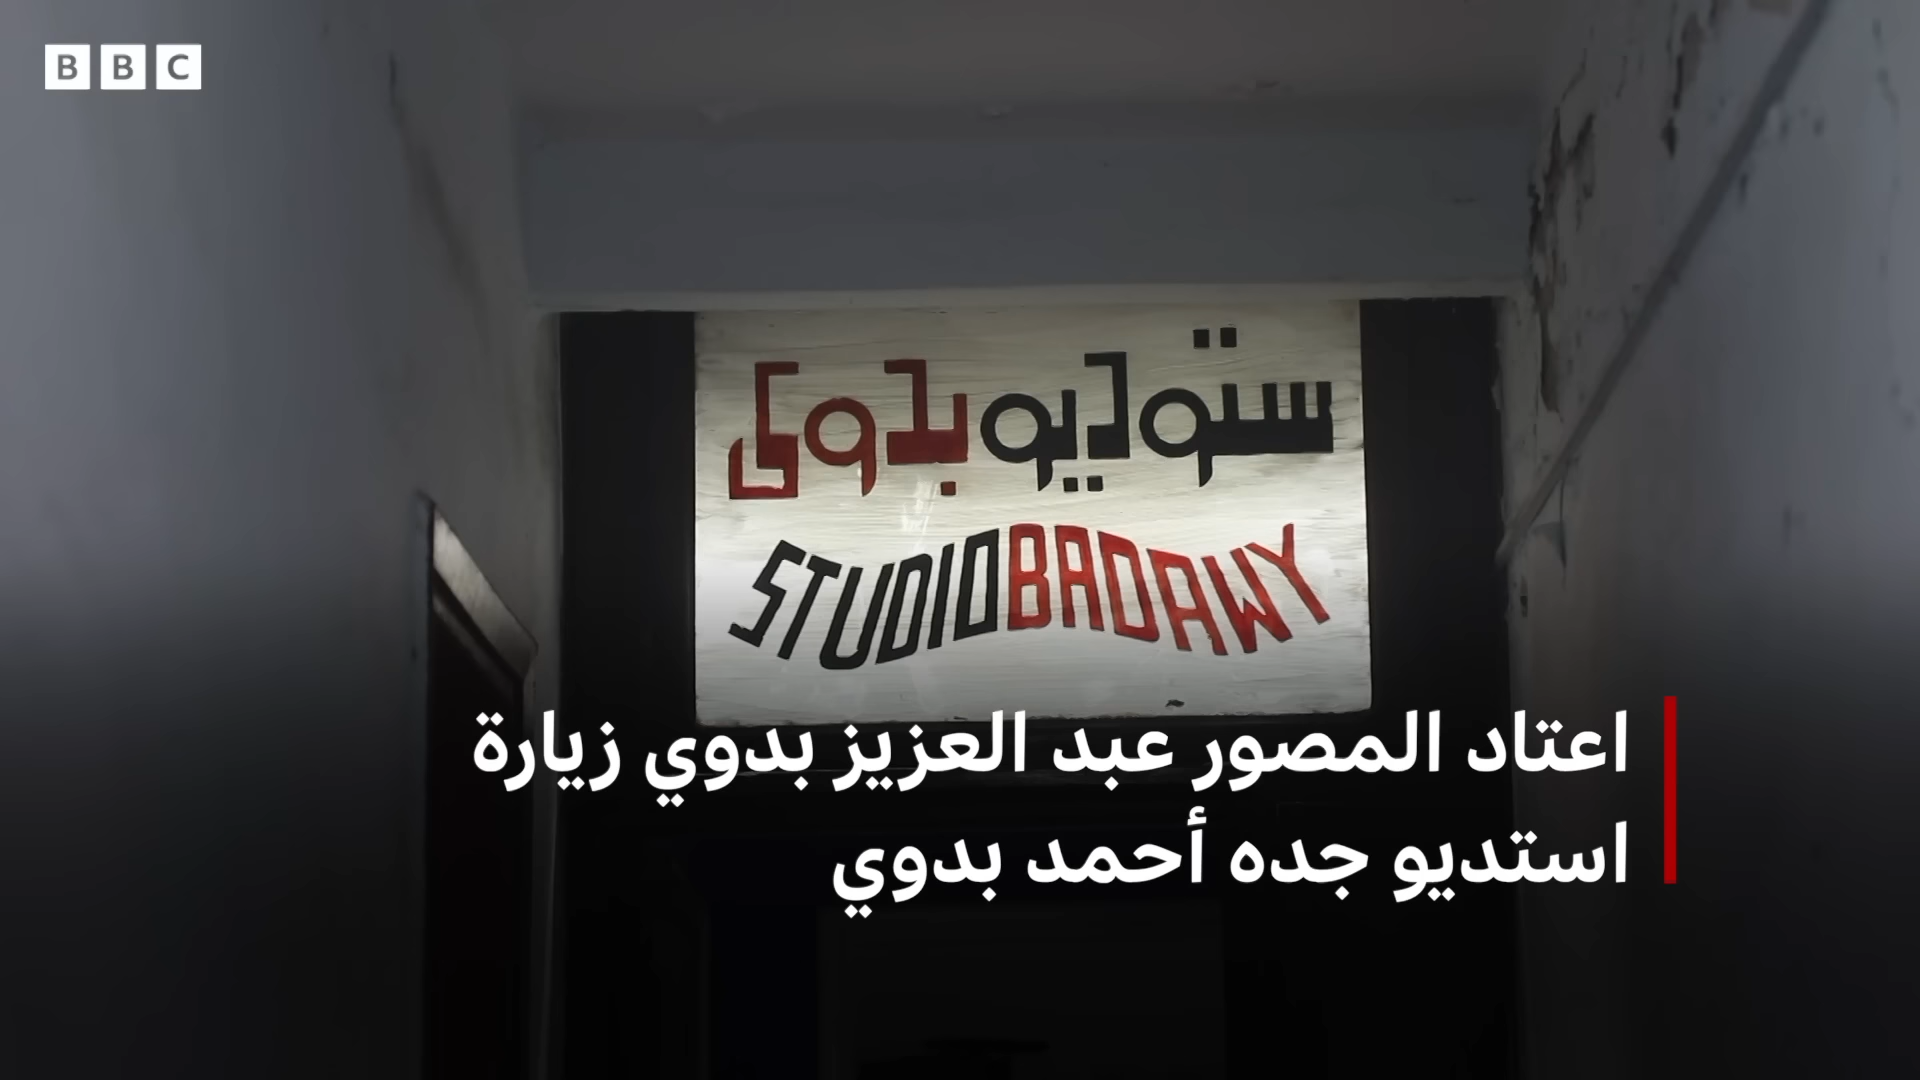 BBC
ستوديو بدوى
STUDIO BADAWY
اعتاد المصور عبد العزيز بدوي زيارة
استديو جده أحمد بدوي